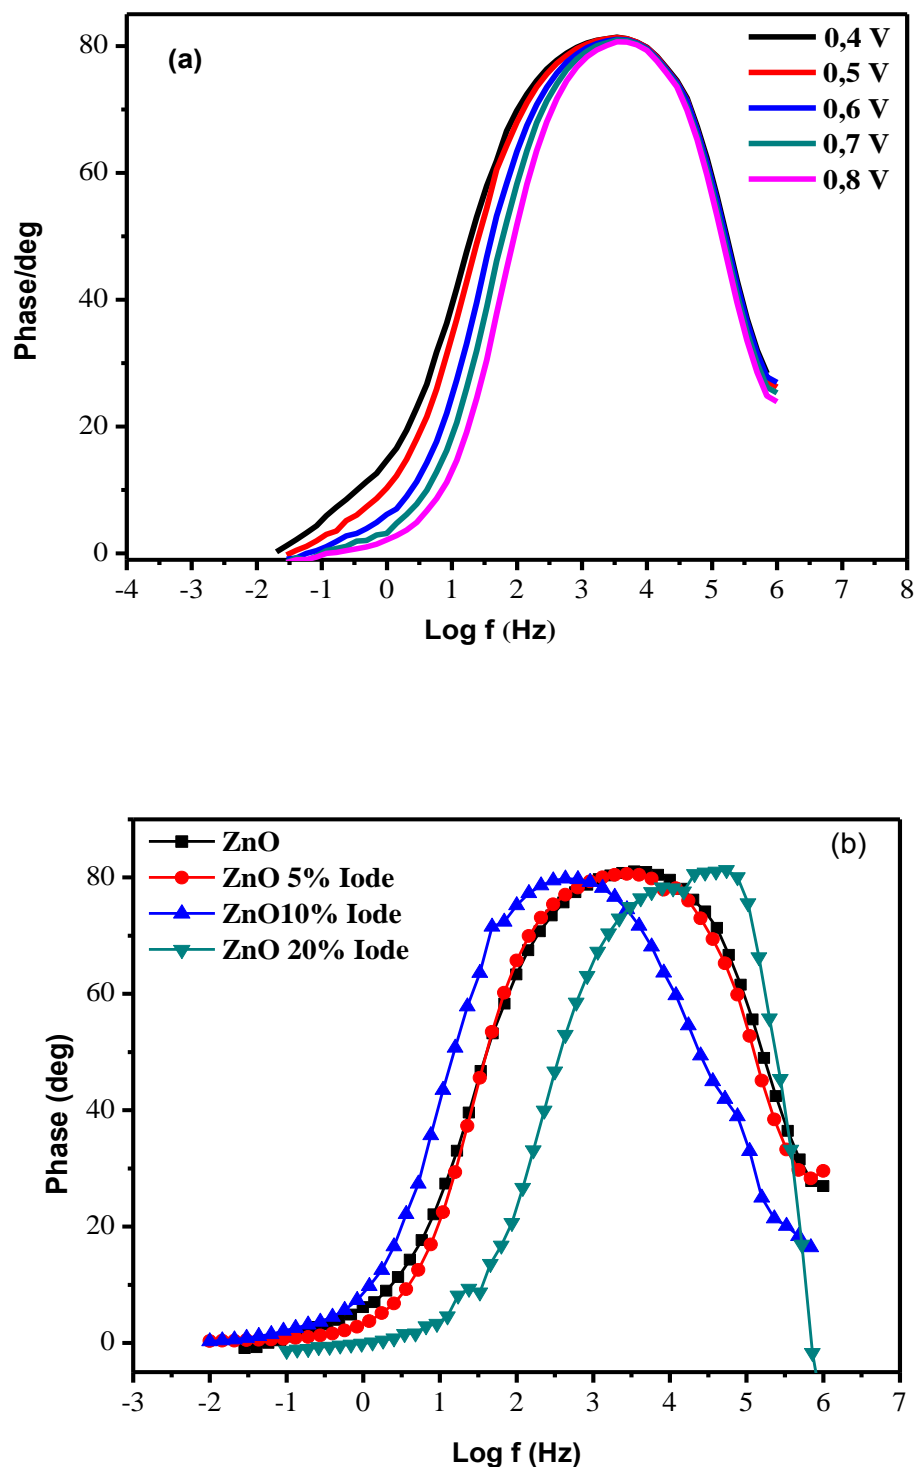 (a)
0,4 V
0,5 V
0,6 V
0,7 V
0,8 V
80
60
40
20
0
Phase/deg
-4 -3 -2 -1 0 1 2 3 4 5 6 7 8
Log f (Hz)
(b)
ZnO
ZnO 5% Iode
ZnO10% Iode
ZnO 20% Iode
80
60
40
20
0
Phase (deg)
-3 -2 -1 0 1 2 3 4 5 6 7
Log f (Hz)